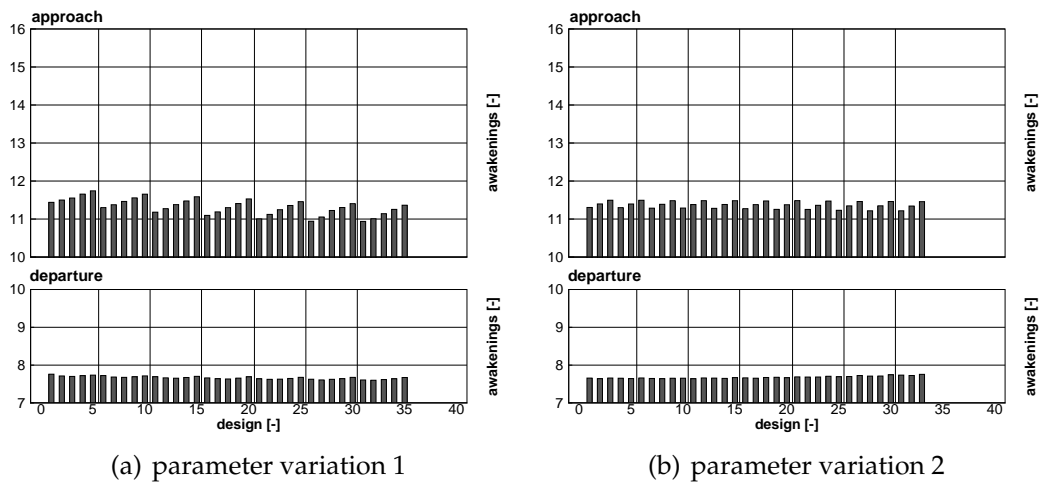 approach
16
15
14
13
12
11
10
awakenings [-]
departure
10
9
8
7
awakenings [-]
0 5 10 15 20 25 30 35 40
design [-]
(a) parameter variation 1
approach
16
15
14
13
12
11
10
awakenings [-]
departure
10
9
8
7
awakenings [-]
0 5 10 15 20 25 30 35 40
design [-]
(b) parameter variation 2